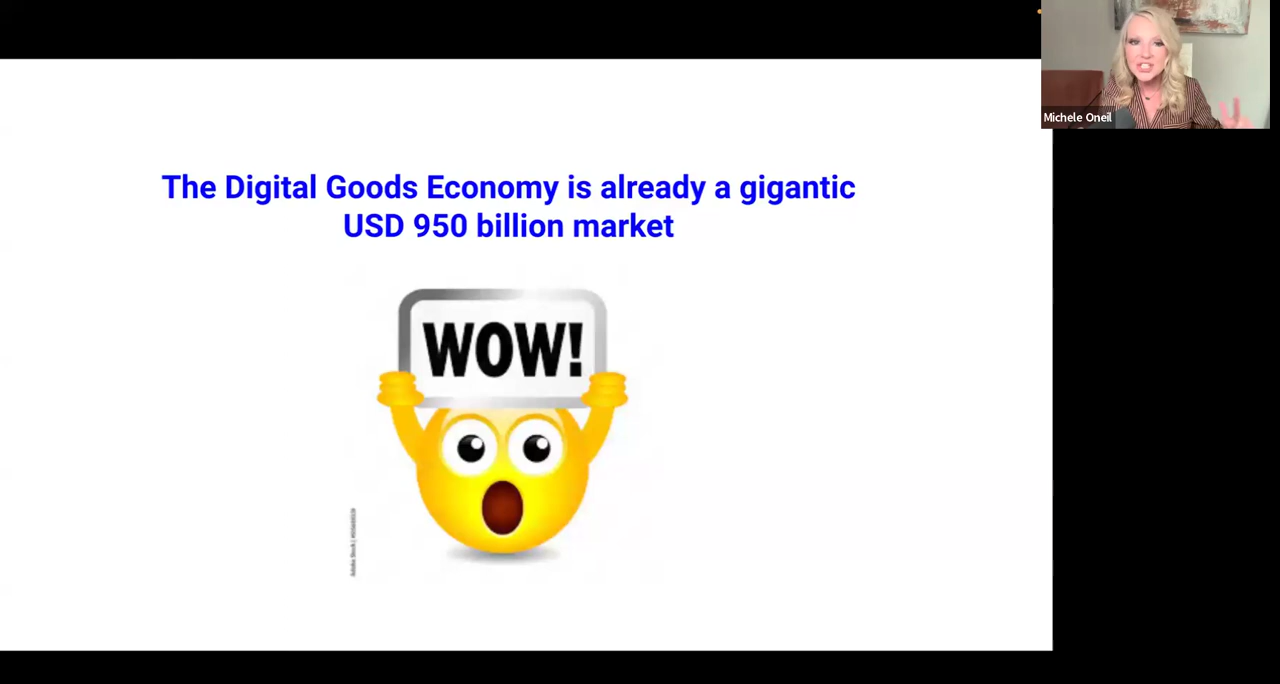 Michele Oneil
The Digital Goods Economy is already a gigantic
USD 950 billion market
WOW!